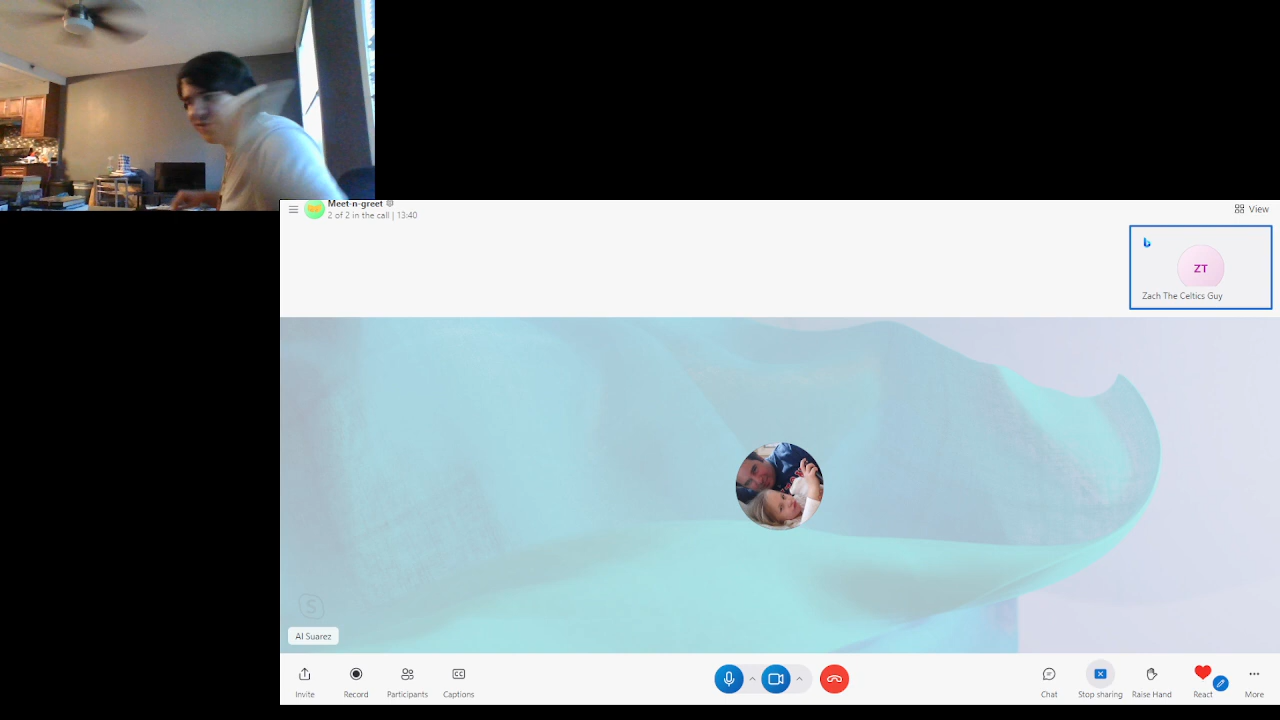 Meet-n-greet
2 of 2 in the call | 13:40
View
ZT
Zach The Celtics Guy
S
Al Suarez
Invite
Record
Participants
CC
Captions
Chat
Stop sharing
Raise Hand
React
More